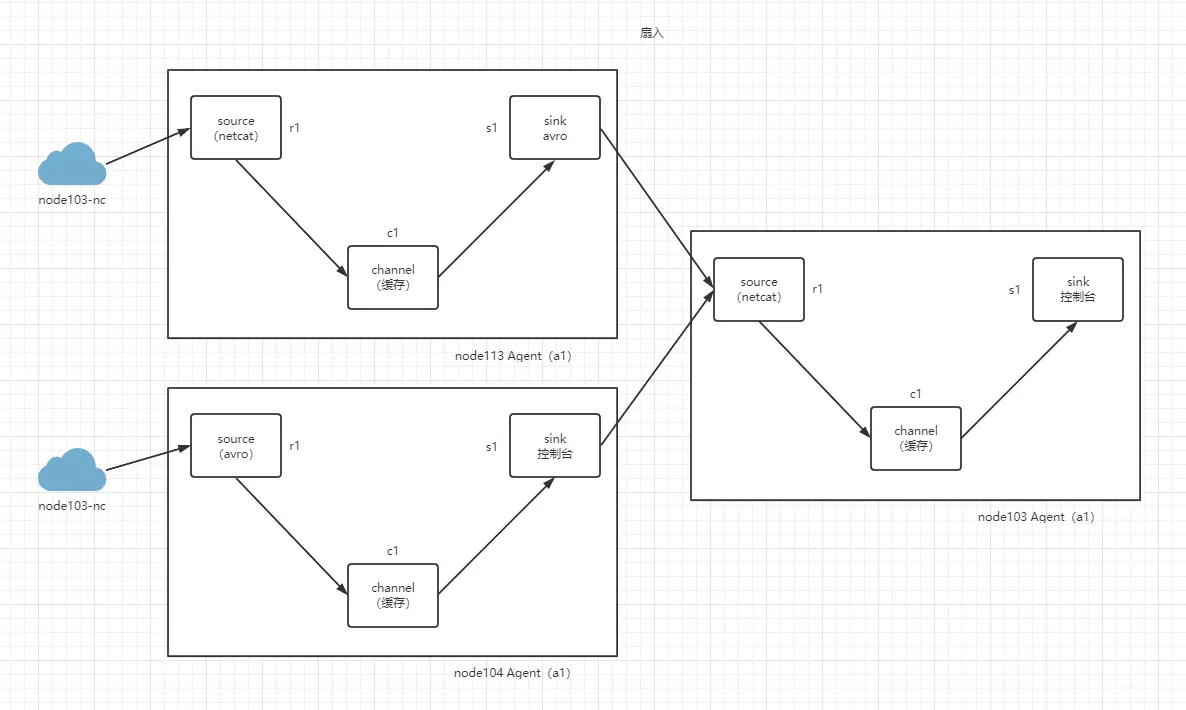 扇入
source
(netcat)
r1
s1
sink
avro
node103-nc
c1
channel
(缓存)
node113 Agent（a1）
source
(netcat)
r1
s1
sink
控制台
c1
channel
(缓存)
node103 Agent（a1）
source
(avro)
r1
s1
sink
控制台
node103-nc
c1
channel
(缓存)
node104 Agent（a1）